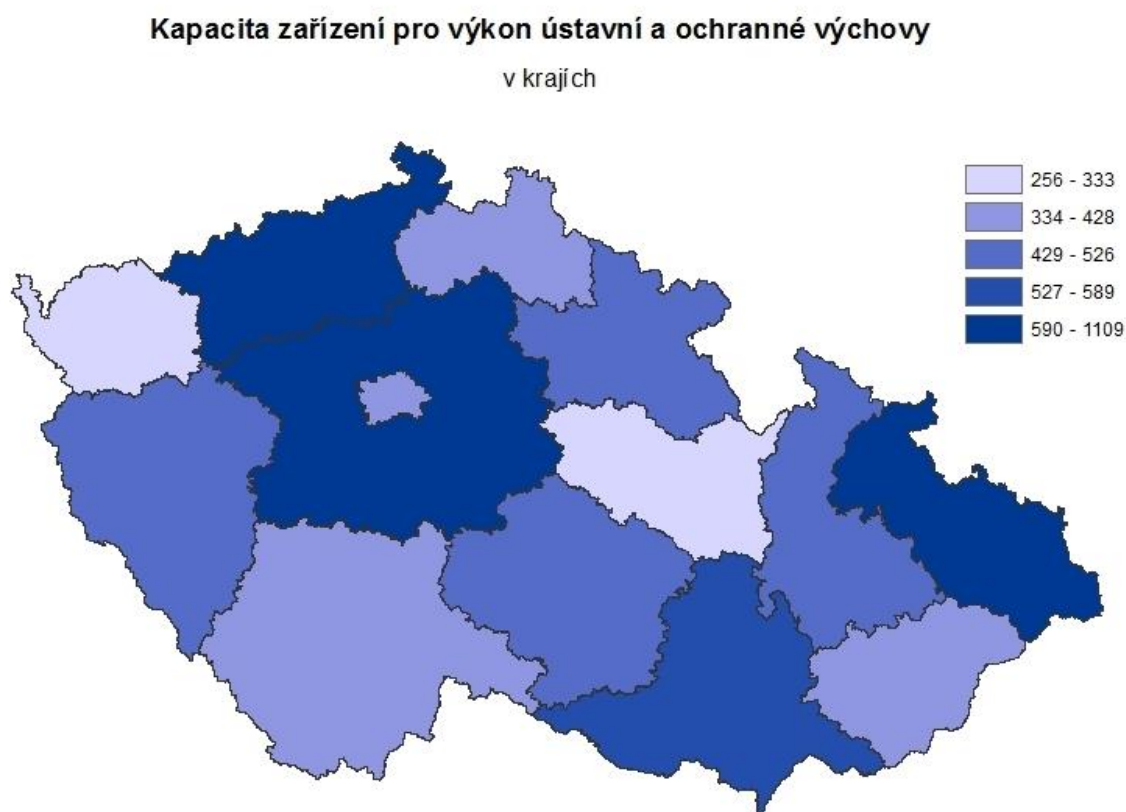 Kapacita zařízení pro výkon ústavní a ochranné výchovy
v krajích
256 - 333
334 - 428
429 - 526
527 - 589
590 - 1109